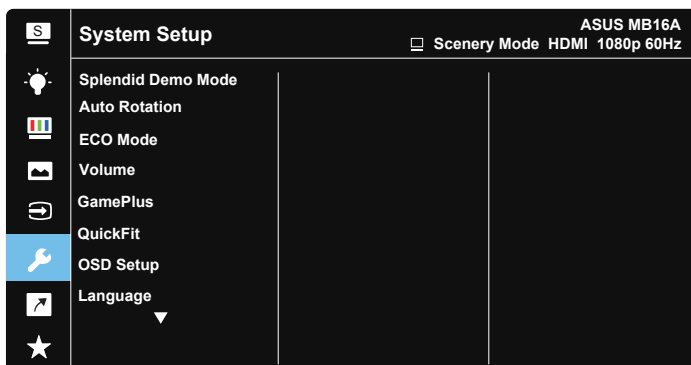 S
System Setup
ASUS MB16A
Scenery Mode HDMI 1080p 60Hz
Splendid Demo Mode
Auto Rotation
ECO Mode
Volume
GamePlus
QuickFit
OSD Setup
Language